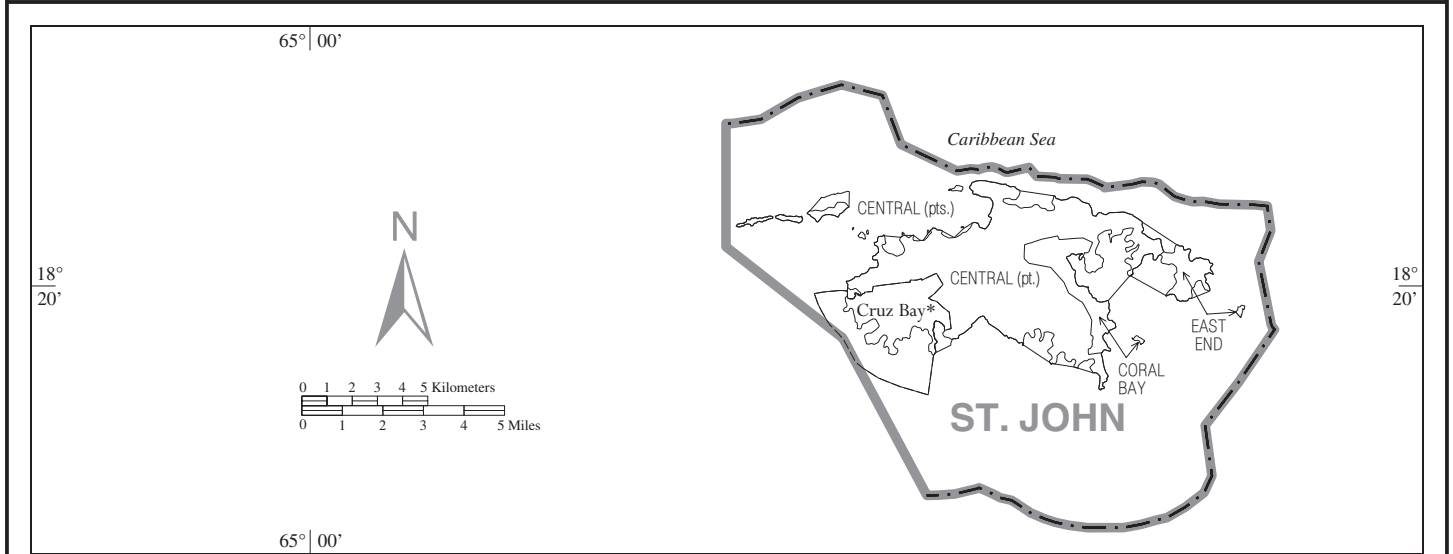 65° 00'
Caribbean Sea
CENTRAL (pts.)
N
18°
20'
CENTRAL (pt.)
18°
20'
Cruz Bay*
EAST
END
CORAL
BAY
0 1 2 3 4 5 Kilometers
0 1 2 3 4 5 Miles
ST. JOHN
65° 00'